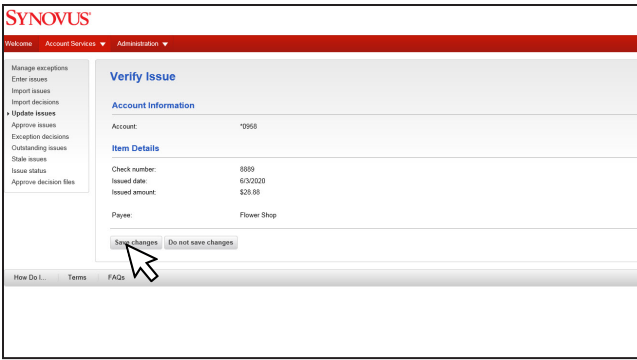 SYNOVUS®
Welcome Account Services Administration
Manage exceptions
Enter issues
Import issues
Import decisions
Update issues
Approve issues
Exception decisions
Outstanding issues
Stale issues
Issue status
Approve decision files
Verify Issue
Account Information
Account: *0958
Item Details
Check number: 8889
Issued date: 6/3/2020
Issued amount: $28.88
Payee: Flower Shop
Save changes Do not save changes
How Do I... Terms FAQs